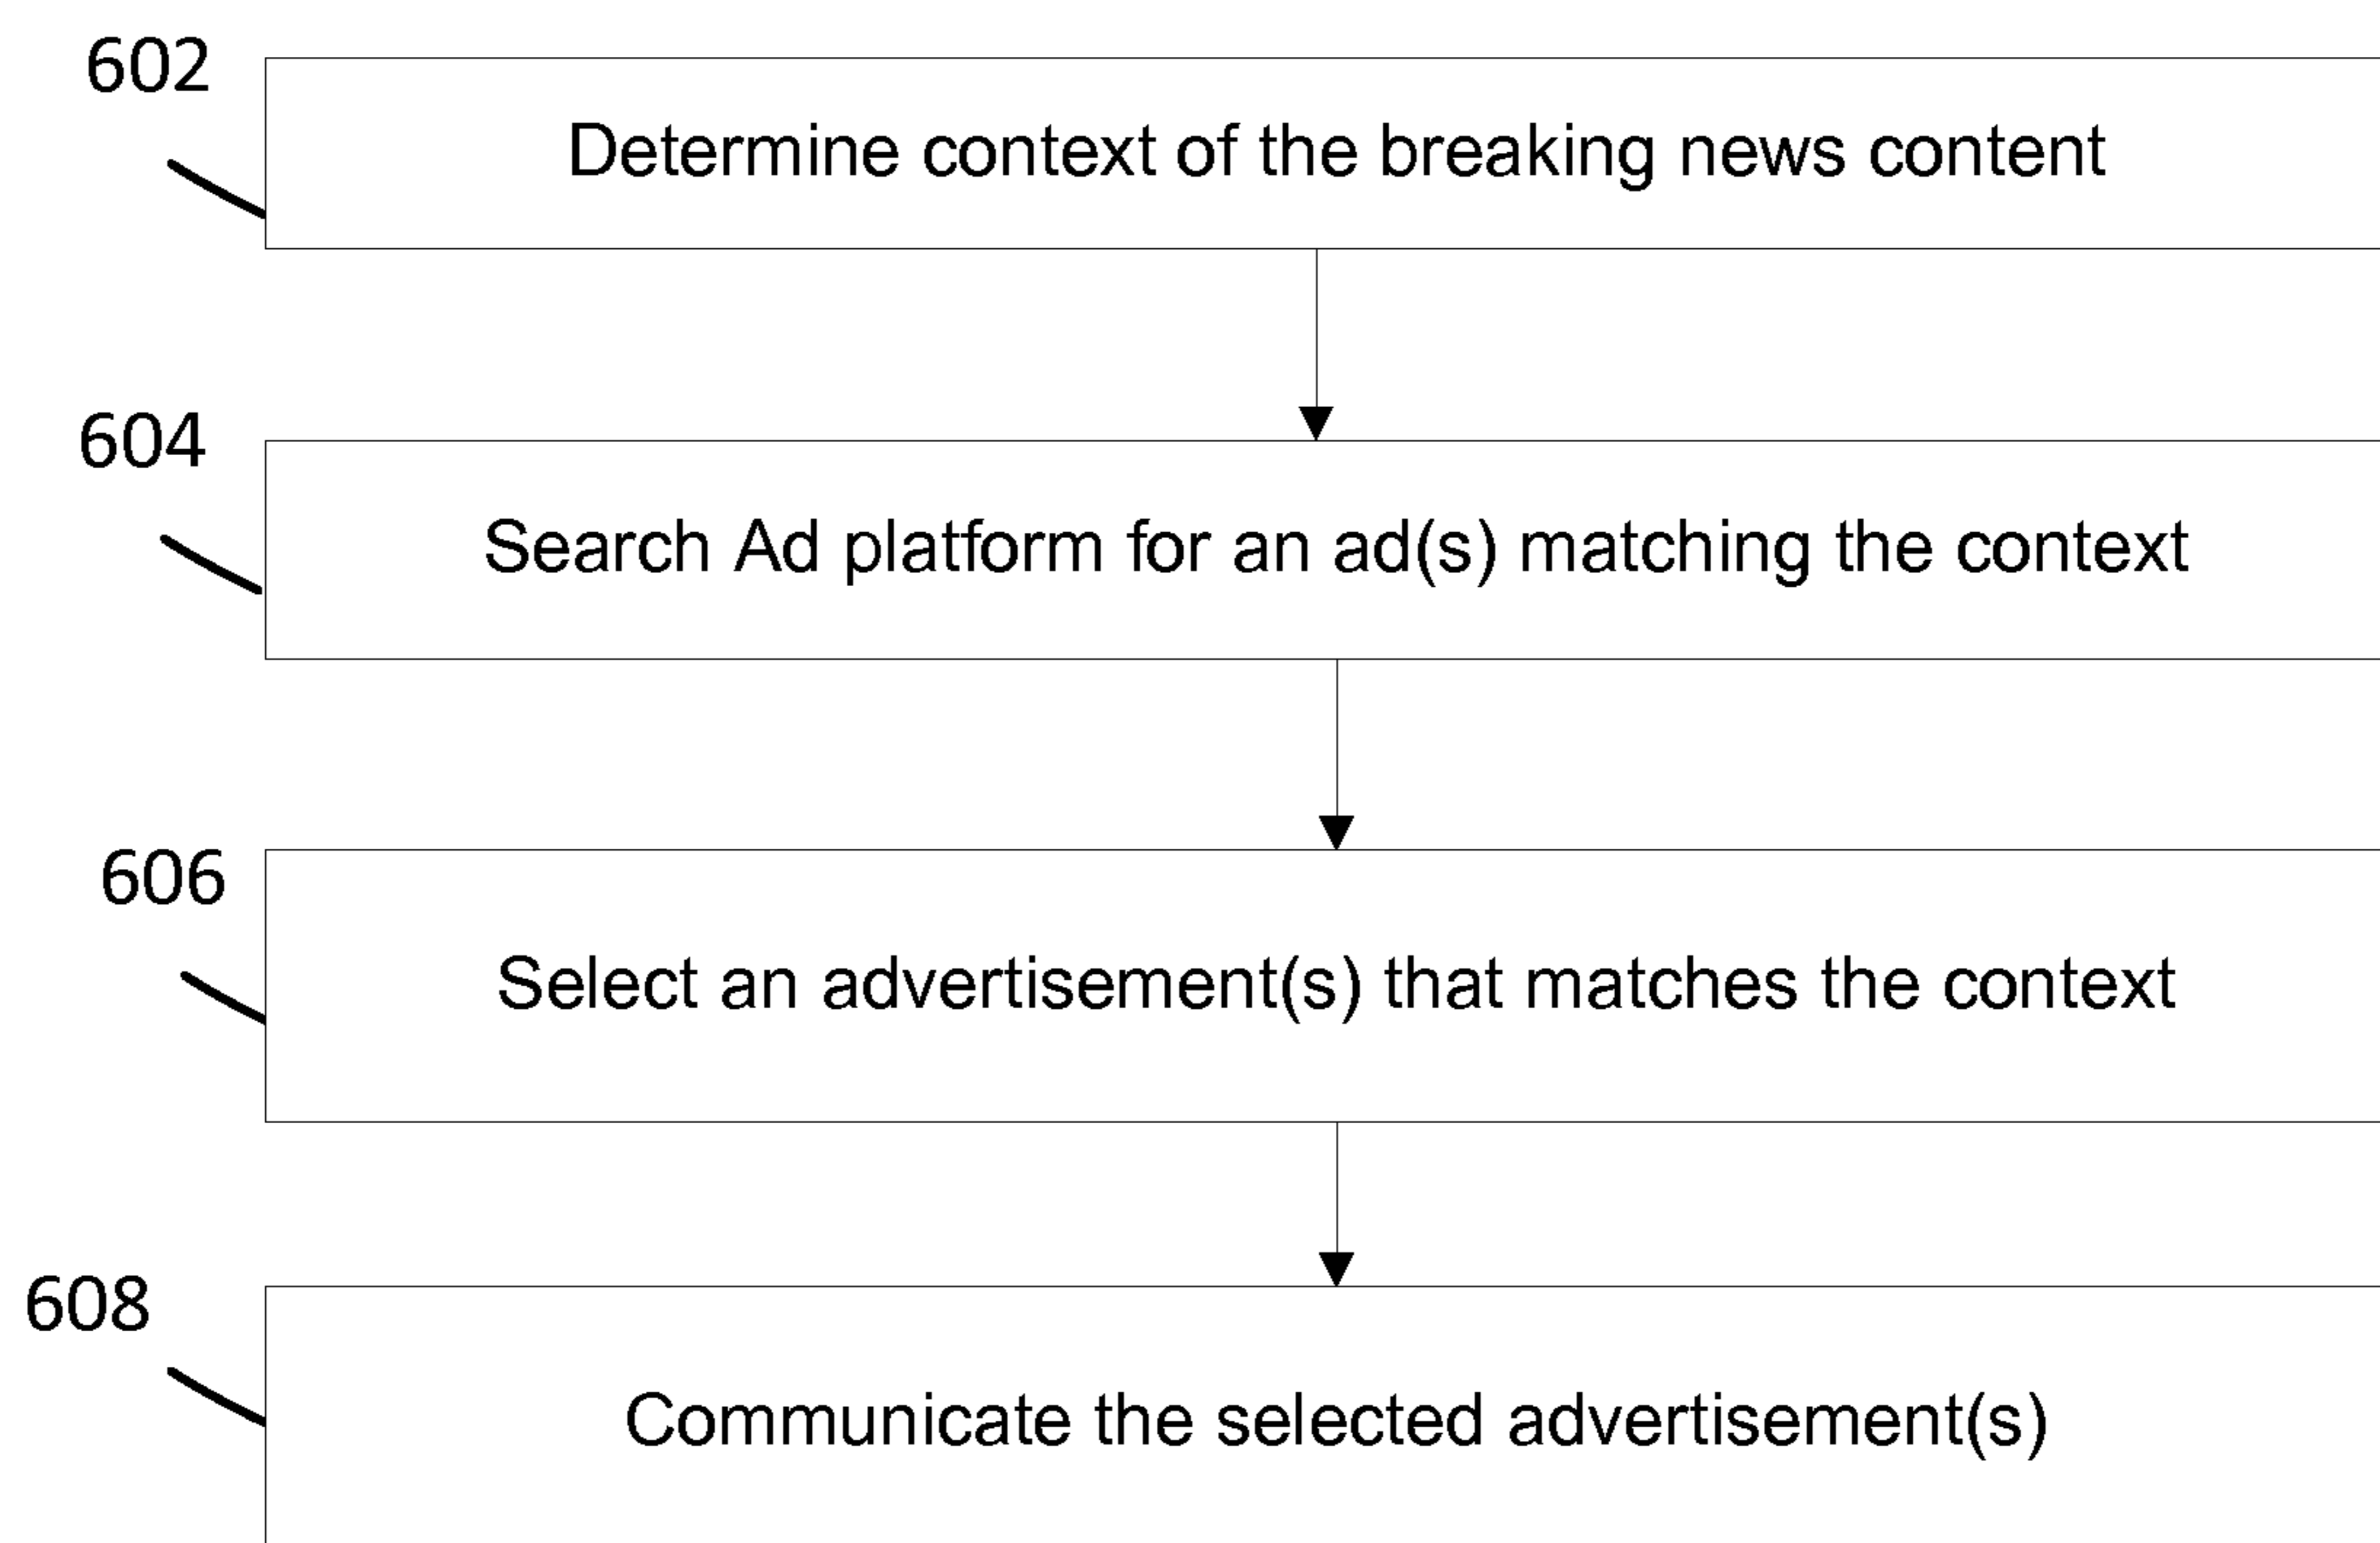 602
Determine context of the breaking news content
604
Search Ad platform for an ad(s) matching the context
606
Select an advertisement(s) that matches the context
608
Communicate the selected advertisement(s)